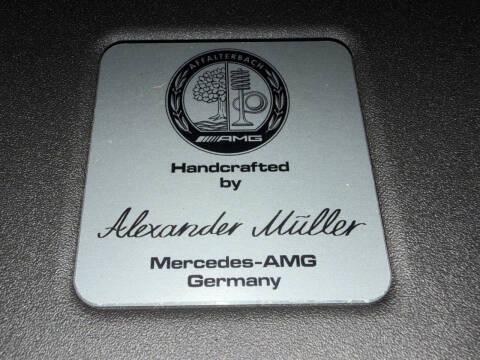 AFFALTERBACH
AMG
Handcrafted
by
Alexander Müller
Mercedes-AMG
Germany